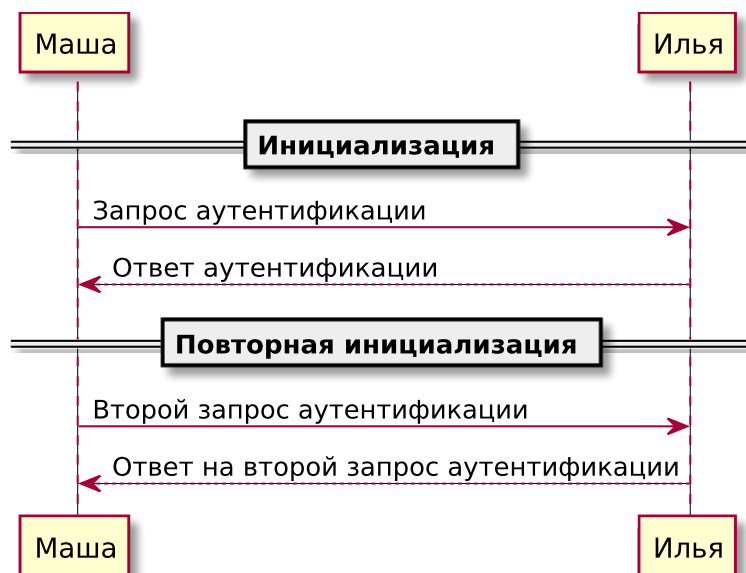 Маша
Илья
Инициализация
Запрос аутентификации
Ответ аутентификации
Повторная инициализация
Второй запрос аутентификации
Ответ на второй запрос аутентификации
Маша
Илья